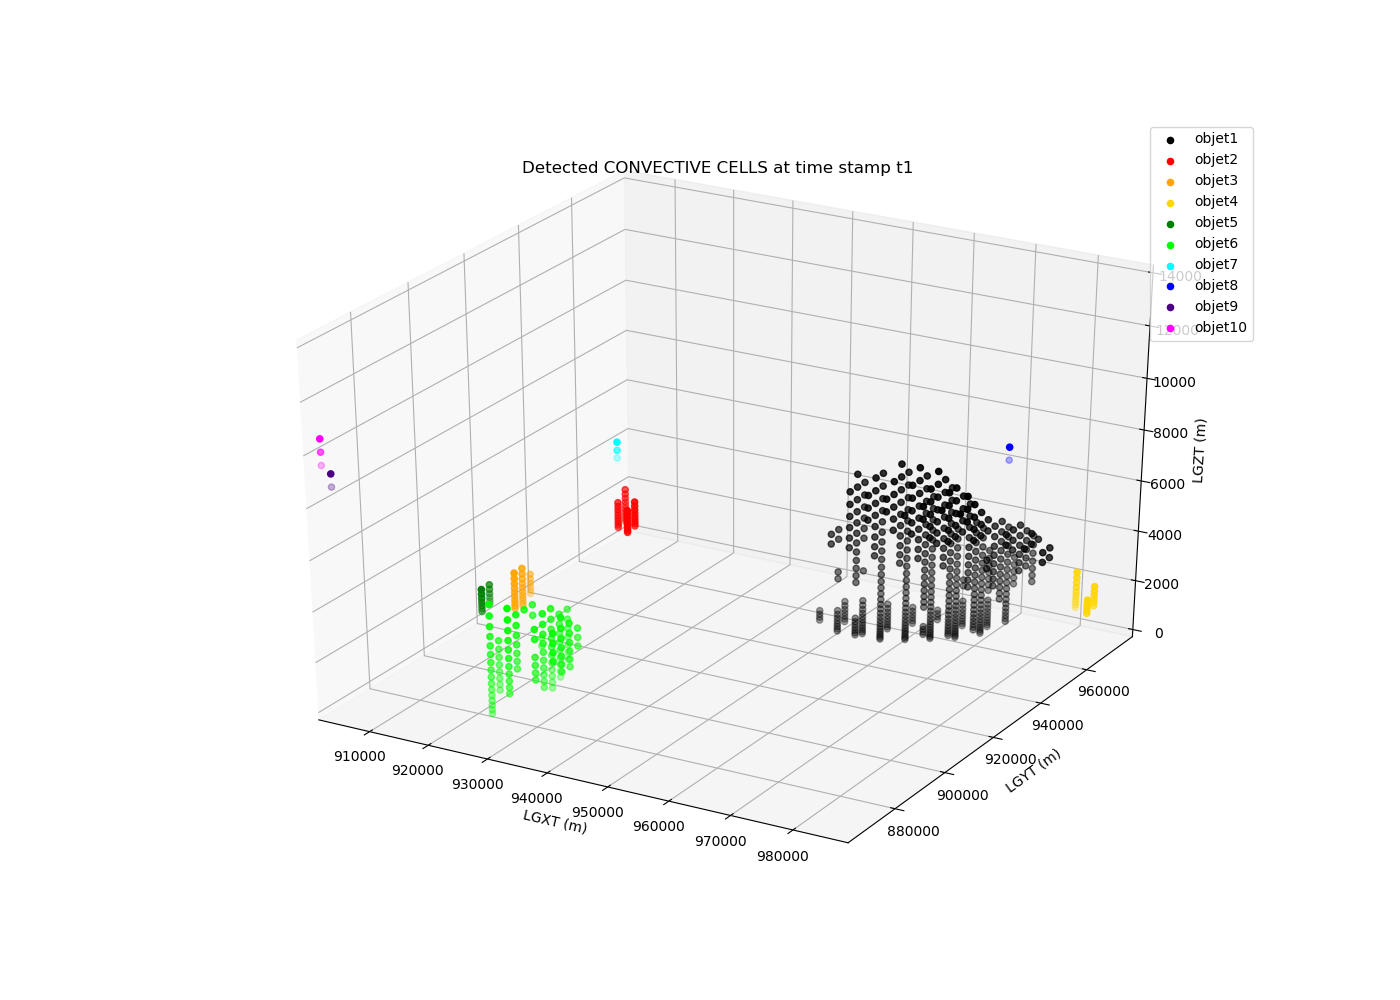 Detected CONVECTIVE CELLS at time stamp t1
objet1
objet2
objet3
objet4
objet5
objet6
objet7
objet8
objet9
objet10
14000
12000
10000
8000
6000
4000
2000
0
LGZT (m)
960000
940000
920000
900000
880000
LGYT (m)
910000
920000
930000
940000
950000
960000
970000
980000
LGXT (m)